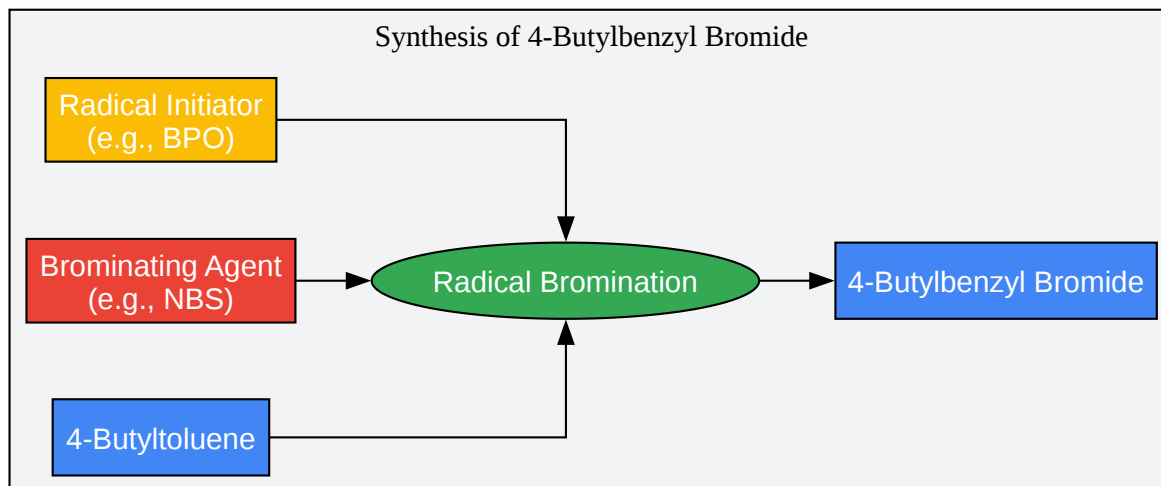 Synthesis of 4-Butylbenzyl Bromide
Radical Initiator
(e.g., BPO)
Brominating Agent
(e.g., NBS)
Radical Bromination
4-Butylbenzyl Bromide
4-Butyltoluene